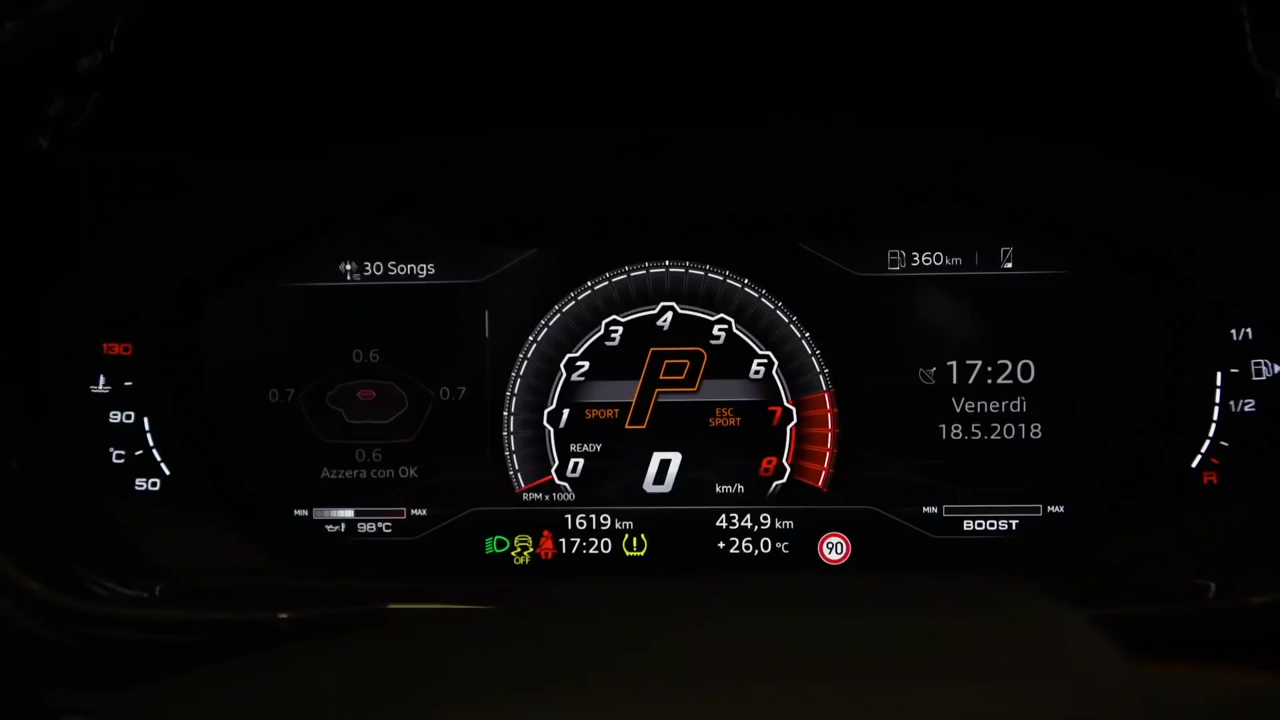 30 Songs
360 km
130
90
°C
50
0.6
0.7
0.7
0.6
Azzera con OK
MIN
MAX
98°C
0
1
2
3
4
5
6
7
8
P
SPORT
ESC
SPORT
READY
0
km/h
RPM x 1000
17:20
Venerdì
18.5.2018
MIN
MAX
BOOST
1/1
1/2
R
1619 km
434,9 km
OFF
17:20
+26,0 °C
90